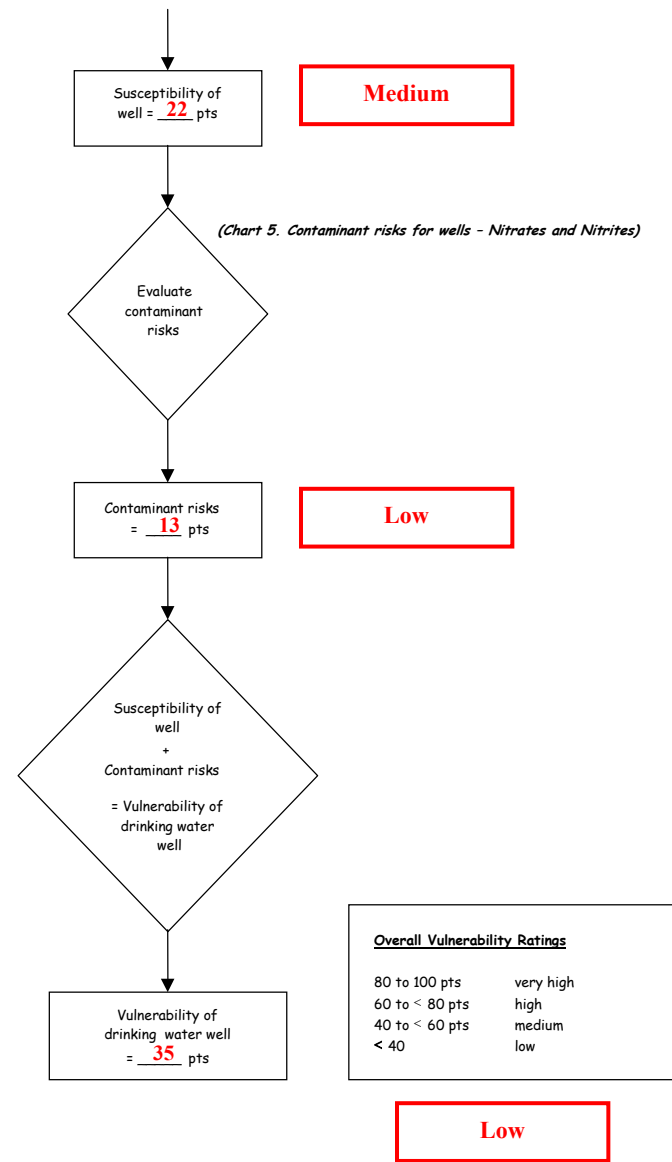 Susceptibility of
well = 22 pts
Medium
(Chart 5. Contaminant risks for wells – Nitrates and Nitrites)
Evaluate
contaminant
risks
Contaminant risks
= 13 pts
Low
Susceptibility of
well
+
Contaminant risks
= Vulnerability of
drinking water
well
Vulnerability of
drinking water well
= 35 pts
Overall Vulnerability Ratings
80 to 100 pts very high
60 to < 80 pts high
40 to < 60 pts medium
< 40 low
Low